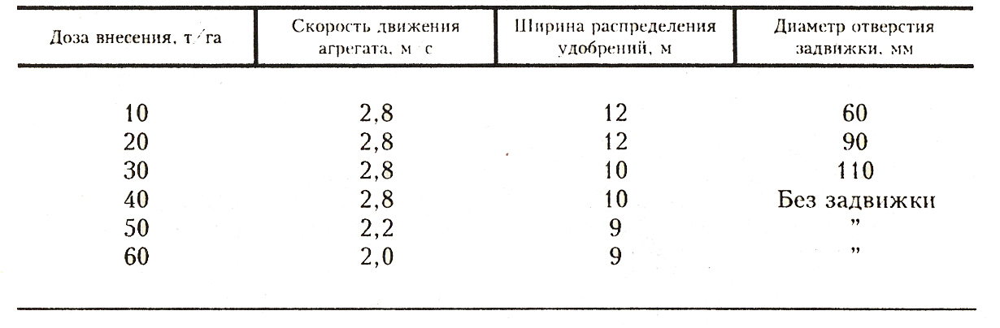 Доза внесения, т/га Скорость движения агрегата, м с Ширина распределения удобрений, м Диаметр отверстия задвижки, мм
10 2,8 12 60
20 2,8 12 90
30 2,8 10 110
40 2,8 10 Без задвижки
50 2,2 9 ”
60 2,0 9 ”